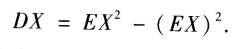 DX = EX² − (EX)².